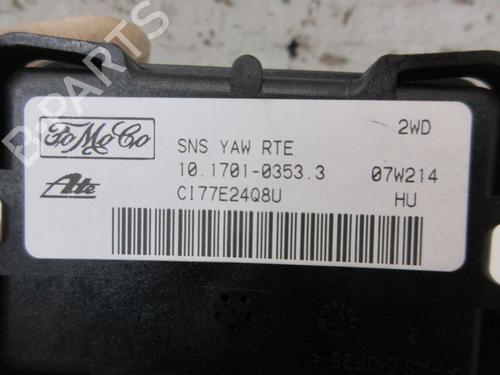 B-PARTS
FoMoCo
SNS YAW RTE
2WD
10.1701-0353.3
07W214
Ate
CI77E24Q8U
HU